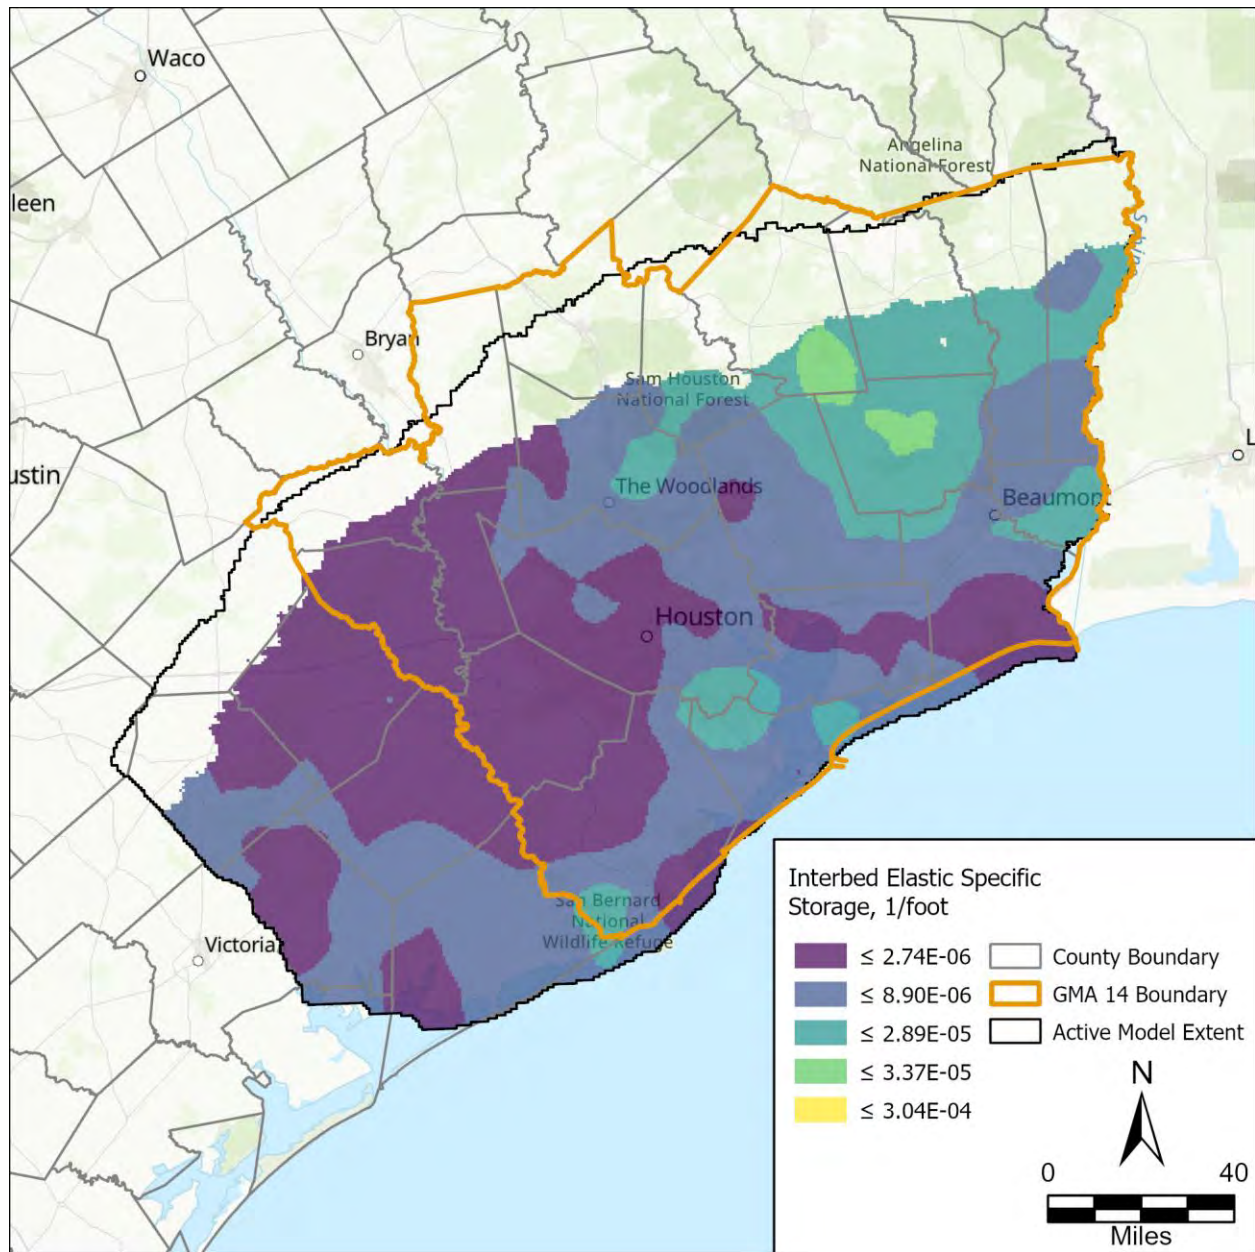 Waco
Angelina
National Forest
leen
Bryan
Sam Houston
National Forest
ustin
L
The Woodlands
Beaumont
Houston
San Bernard
National
Wildlife Refuge
Victoria
Interbed Elastic Specific
Storage, 1/foot
≤ 2.74E-06
County Boundary
≤ 8.90E-06
GMA 14 Boundary
≤ 2.89E-05
Active Model Extent
≤ 3.37E-05
≤ 3.04E-04
N
0 40
Miles